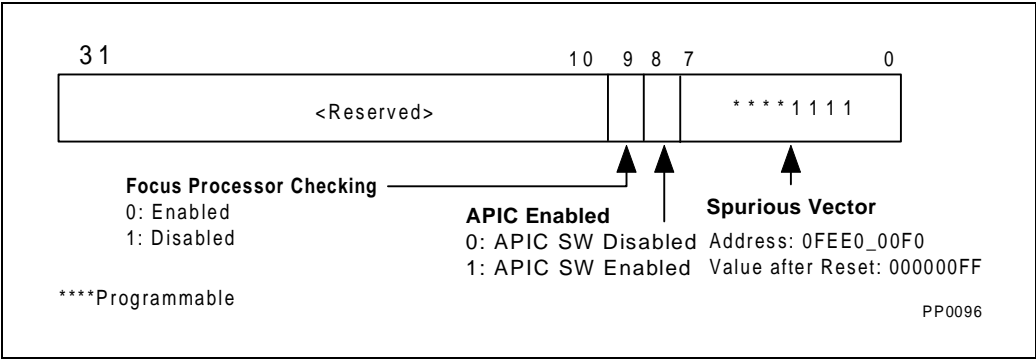 31 10 9 8 7 0
<Reserved> ****1111
Focus Processor Checking
0: Enabled
1: Disabled
APIC Enabled
0: APIC SW Disabled
1: APIC SW Enabled
Spurious Vector
Address: 0FEE0_00F0
Value after Reset: 000000FF
****Programmable
PP0096